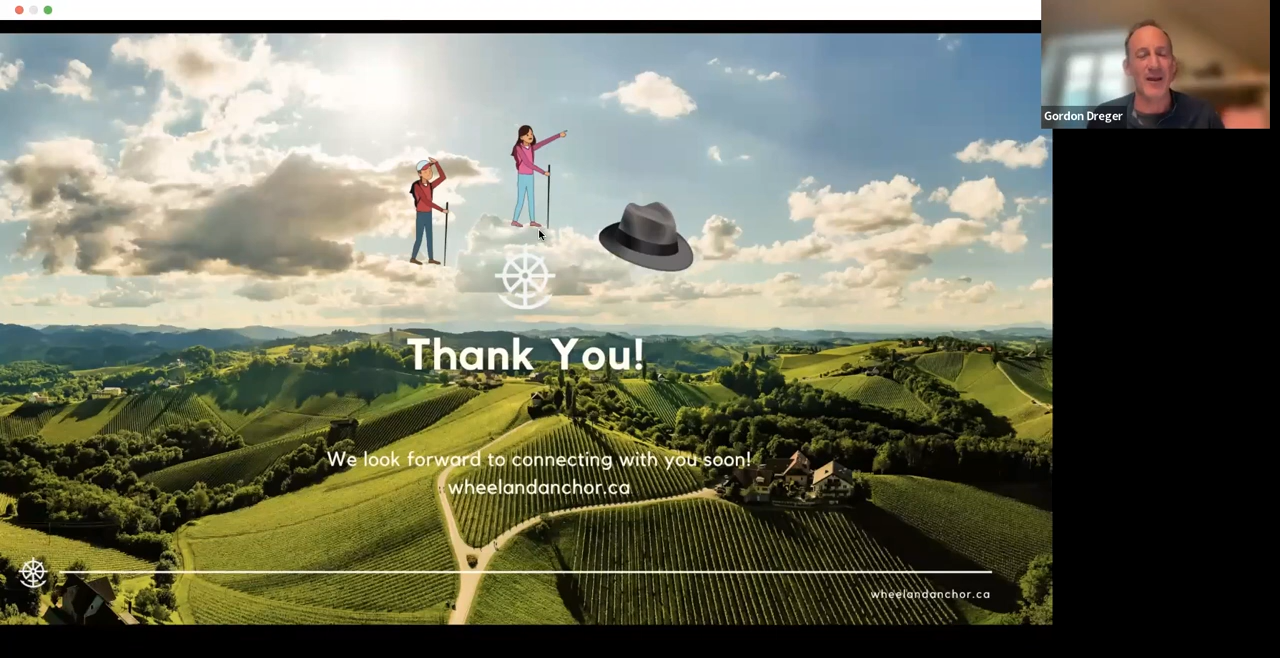 Gordon Dreger
Thank You!
We look forward to connecting with you soon!
wheelandanchor.ca
wheelandanchor.ca